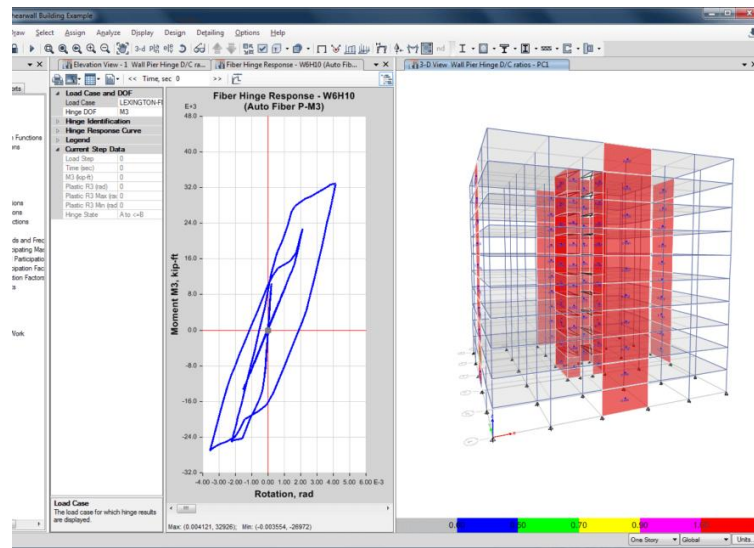 hearwall Building Example
raw Select Assign Analyze Display Design Detailing Options Help
3-d
Elevation View - 1 Wall Pier Hinge D/C ra...
Fiber Hinge Response - W6H10 (Auto Fib...
3-D View Wall Pier Hinge D/C ratios - PC1
<< Time, sec 0 >>
Load Case and DOF
Load Case LEXINGTON-F
Hinge DOF M3
Hinge Identification
Hinge Response Curve
Legend
Current Step Data
Load Step 0
Time (sec) 0
M3 (kip-ft) 0
Plastic R3 (rad) 0
Plastic R3 Max (rad 0
Plastic R3 Min (rad 0
Hinge State A to <=B
Functions
ons
ions
ons
ctions
ds and Freq
ipating Mas
Participatio
cipation Fac
tion Factors
s
Work
Load Case
The load case for which hinge results
are displayed.
Fiber Hinge Response - W6H10
(Auto Fiber P-M3)
E+3
48.0
40.0
32.0
24.0
16.0
8.0
0.0
-8.0
-16.0
-24.0
-32.0
Moment M3, kip-ft
-4.00 -3.00 -2.00 -1.00 0.00 1.00 2.00 3.00 4.00 5.00 6.00 E-3
Rotation, rad
Max: (0.004121, 32926); Min: (-0.003554, -26972)
0.50 0.70 0.90
One Story Global Units